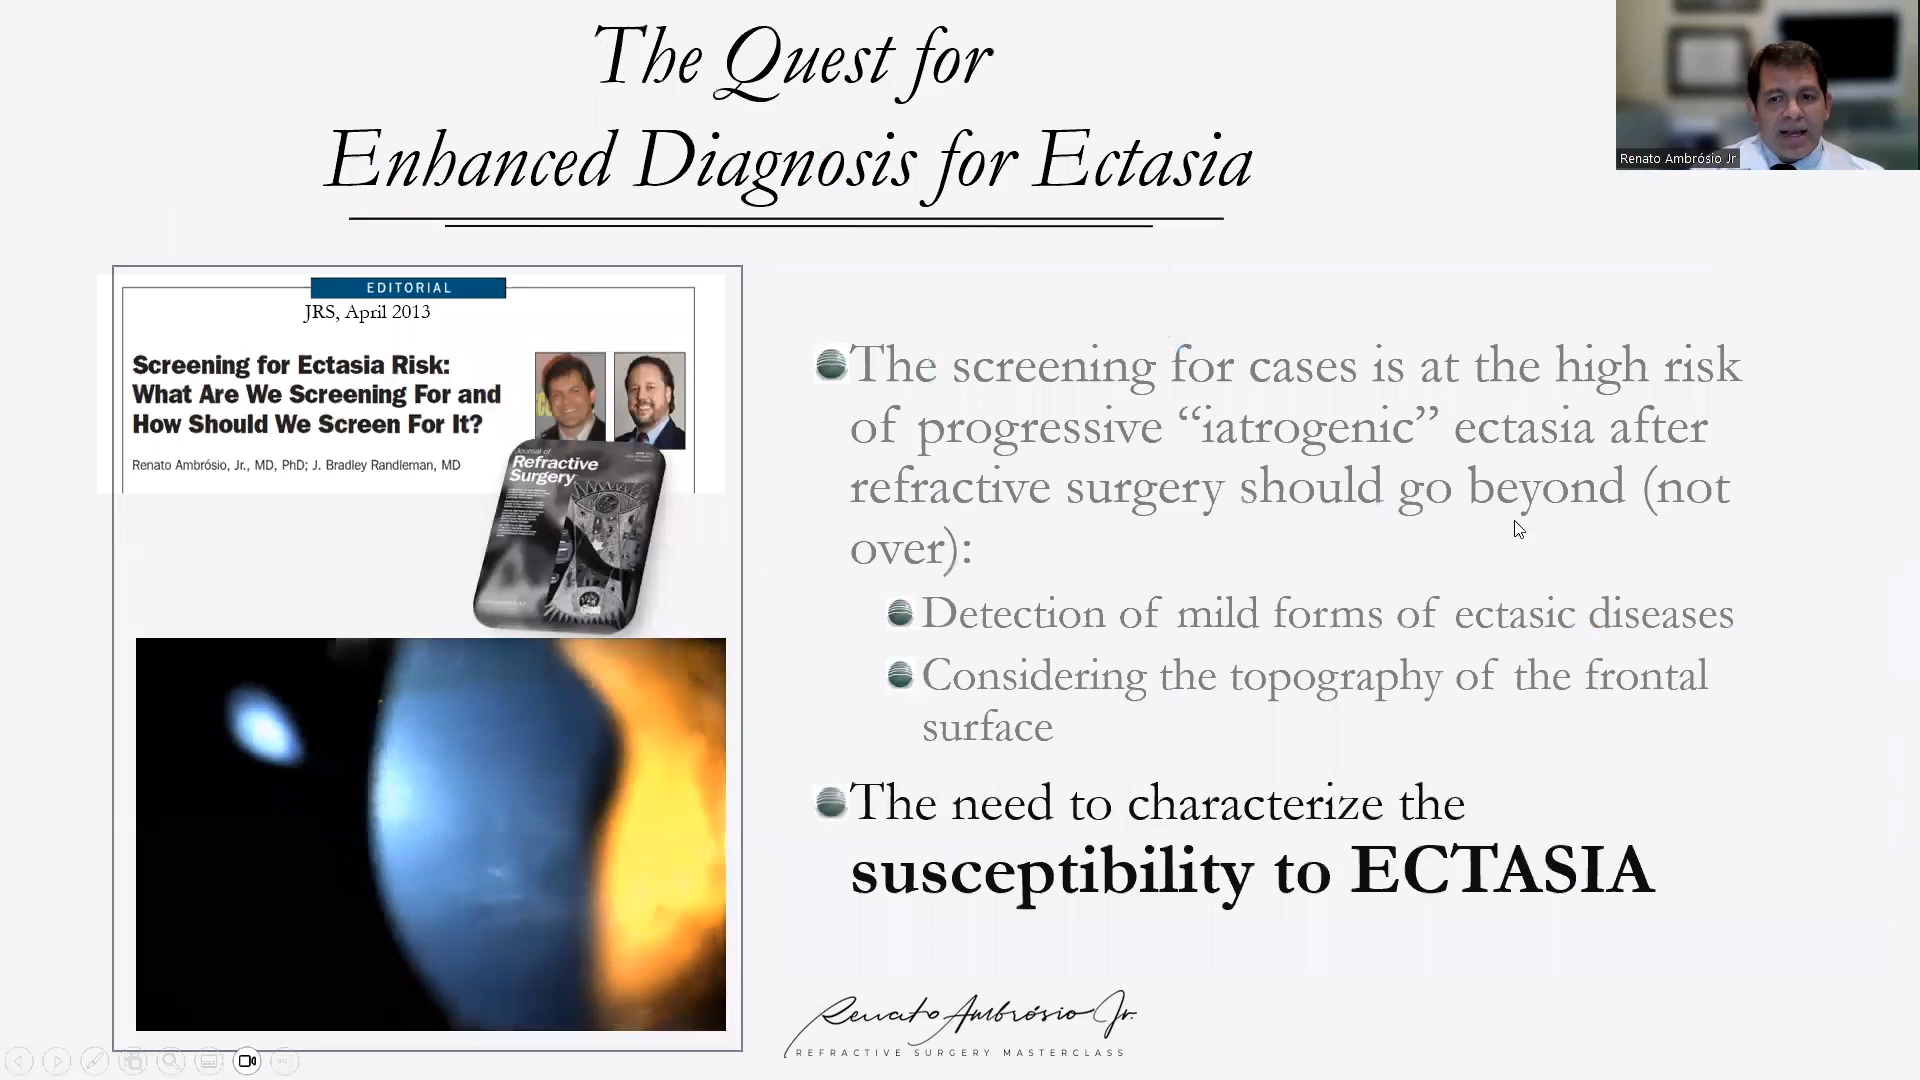 The Quest for
Enhanced Diagnosis for Ectasia
Renato Ambrósio Jr
EDITORIAL
JRS, April 2013
Screening for Ectasia Risk:
What Are We Screening For and
How Should We Screen For It?
Renato Ambrósio, Jr., MD, PhD; J. Bradley Randleman, MD
Journal of
Refractive
Surgery
The screening for cases is at the high risk
of progressive “iatrogenic” ectasia after
refractive surgery should go beyond (not
over):
Detection of mild forms of ectasic diseases
Considering the topography of the frontal
surface
The need to characterize the
susceptibility to ECTASIA
Renato Ambrósio Jr.
REFRACTIVE SURGERY MASTERCLASS